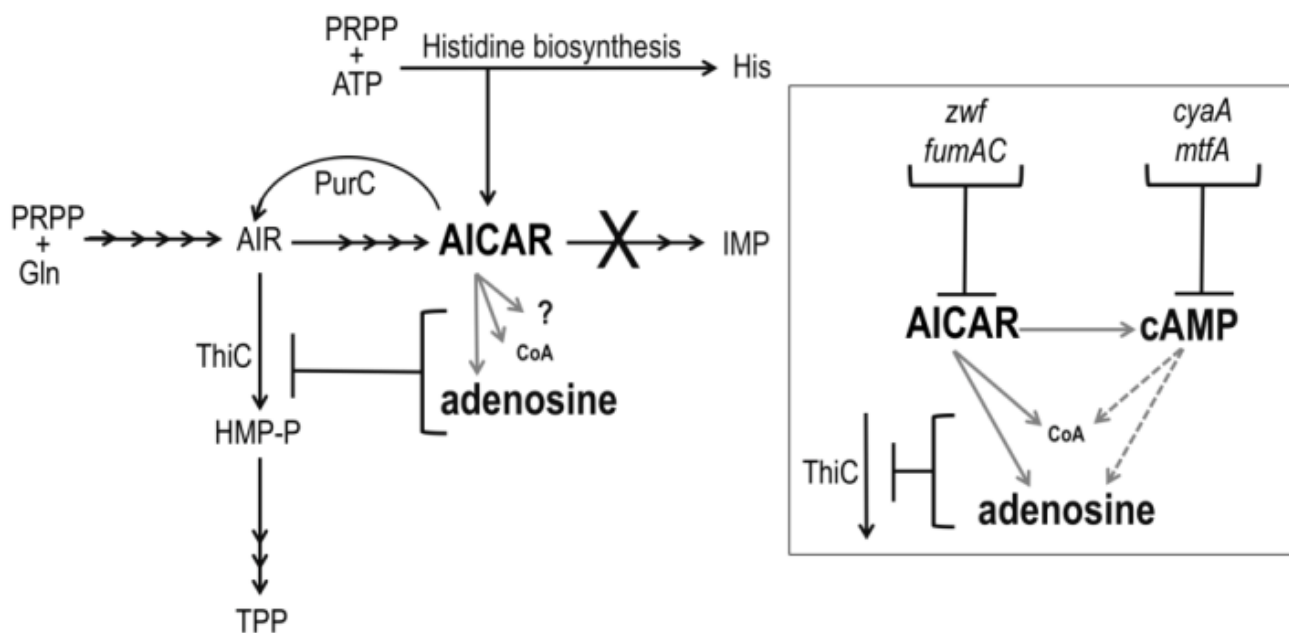 PRPP
+
ATP
Histidine biosynthesis
His
PurC
PRPP
+
Gln
AIR
AICAR
X
IMP
?
CoA
adenosine
ThiC
HMP-P
TPP
zwf
fumAC
cyaA
mtfA
AICAR
cAMP
CoA
ThiC
adenosine